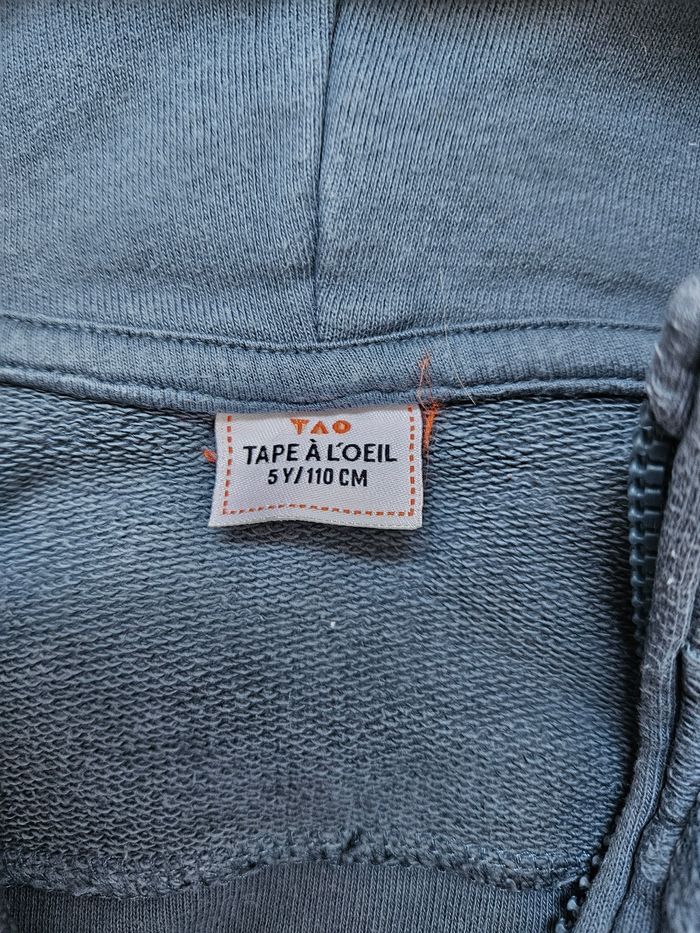 TAO
TAPE À L'OEIL
5 Y/110 CM